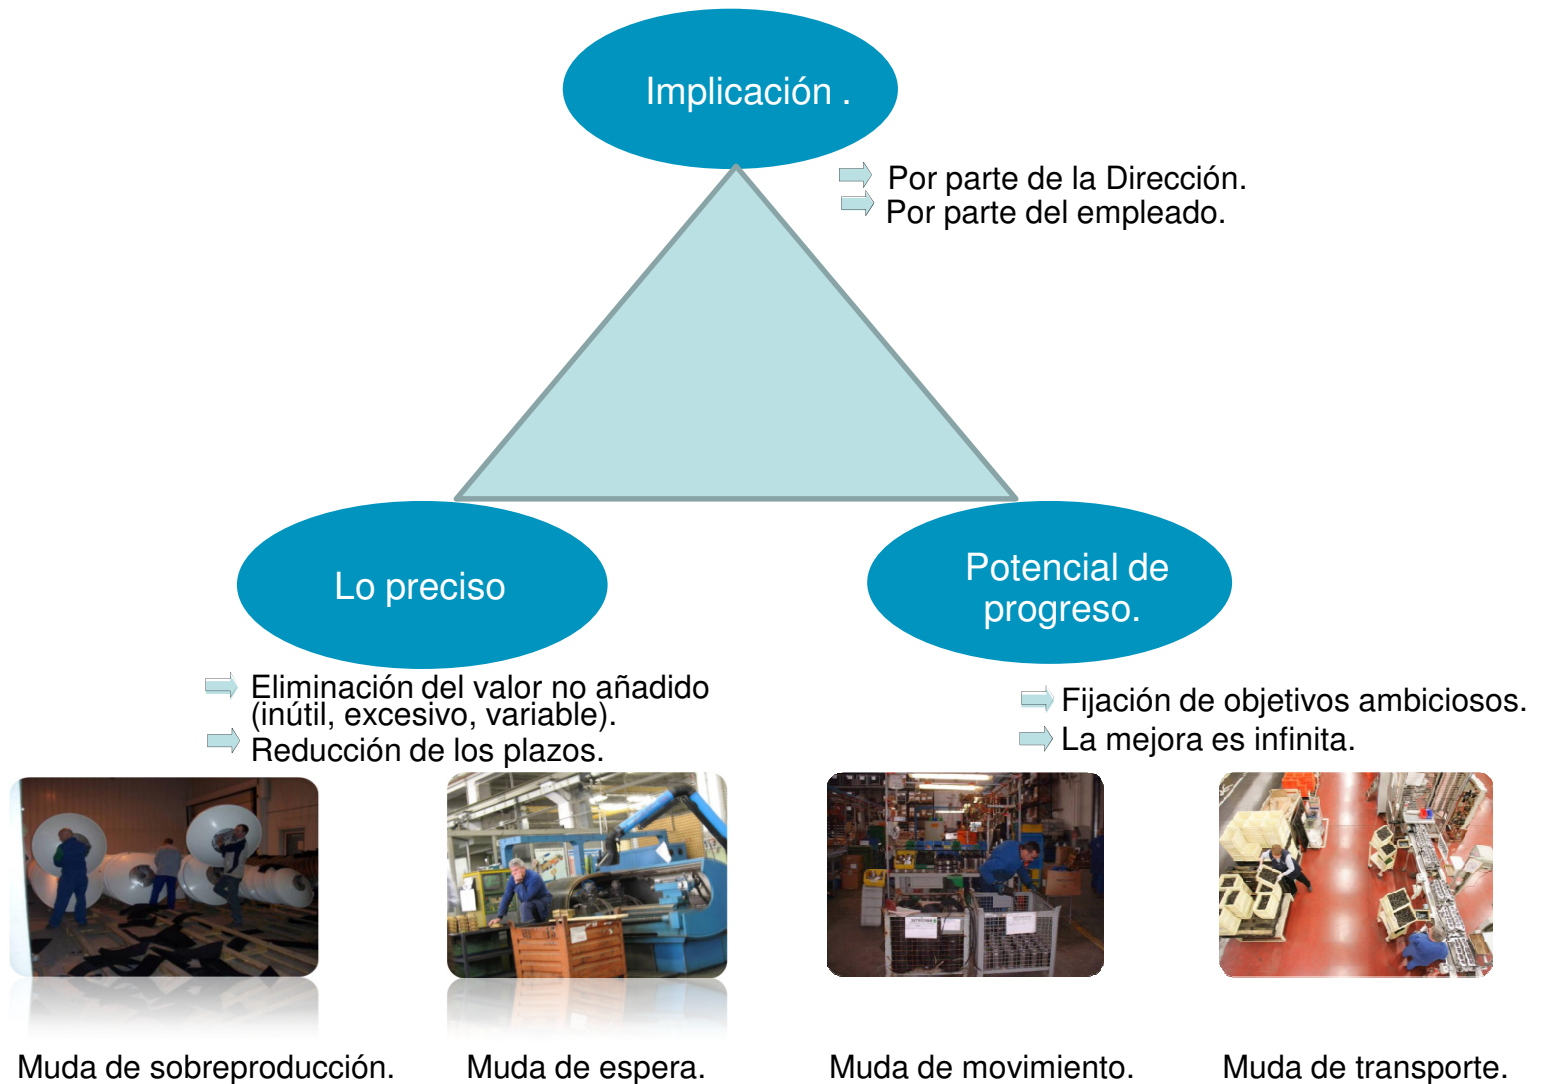 Implicación .
Por parte de la Dirección.
Por parte del empleado.
Lo preciso
Potencial de
progreso.
Eliminación del valor no añadido
(inútil, excesivo, variable).
Reducción de los plazos.
Fijación de objetivos ambiciosos.
La mejora es infinita.
Muda de sobreproducción.
Muda de espera.
Muda de movimiento.
Muda de transporte.